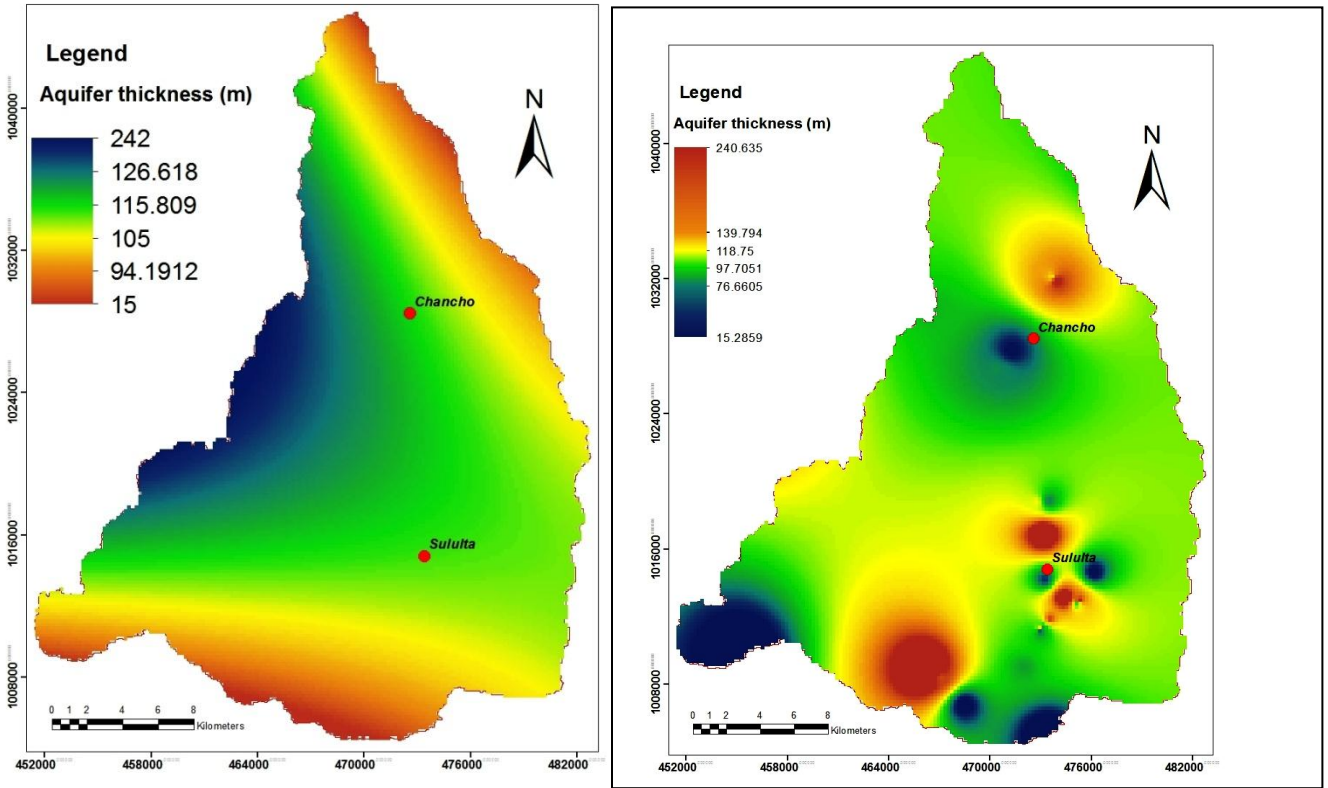 Legend
Aquifer thickness (m)
242
126.618
115.809
105
94.1912
15
N
Chancho
Sululta
1040000
1032000
1024000
1016000
1008000
0 1 2 4 6 8
Kilometers
452000 458000 464000 470000 476000 482000
Legend
Aquifer thickness (m)
240.635
139.794
118.75
97.7051
76.6605
15.2859
N
Chancho
Sululta
1040000
1032000
1024000
1016000
1008000
0 1 2 4 6 8
Kilometers
452000 458000 464000 470000 476000 482000